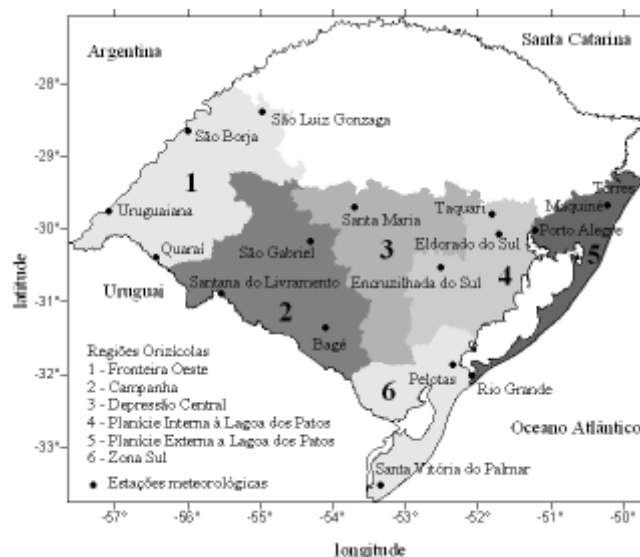 Argentina
Santa Catarina
-28°
São Luiz Gonzaga
São Borja
-29°
1
Torres
Uruguaiana
Santa Maria
Taquari
Maquiné
-30°
Quaraí
São Gabriel
3
Eldorado do Sul
Porto Alegre
5
latitude
Uruguai
Santana do Livramento
Encruzilhada do Sul
4
-31°
2
Bagé
Regiões Orizícolas
1 - Fronteira Oeste
2 - Campanha
3 - Depressão Central
4 - Planície Interna à Lagoa dos Patos
5 - Planície Externa a Lagoa dos Patos
6 - Zona Sul
Estações meteorológicas
-32°
6
Pelotas
Rio Grande
Oceano Atlântico
-33°
Santa Vitória do Palmar
-57° -56° -55° -54° -53° -52° -51° -50°
longitude